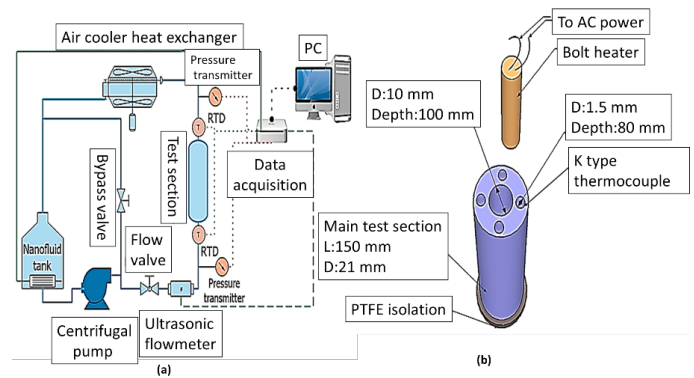 Air cooler heat exchanger
Pressure
transmitter
PC
RTD
T
Test section
Data
acquisition
Bypass valve
Nanofluid
tank
Flow
valve
T
RTD
Pressure
transmitter
Centrifugal
pump
Ultrasonic
flowmeter
(a)
To AC power
Bolt heater
D:10 mm
Depth:100 mm
D:1.5 mm
Depth:80 mm
K type
thermocouple
Main test section
L:150 mm
D:21 mm
PTFE isolation
(b)